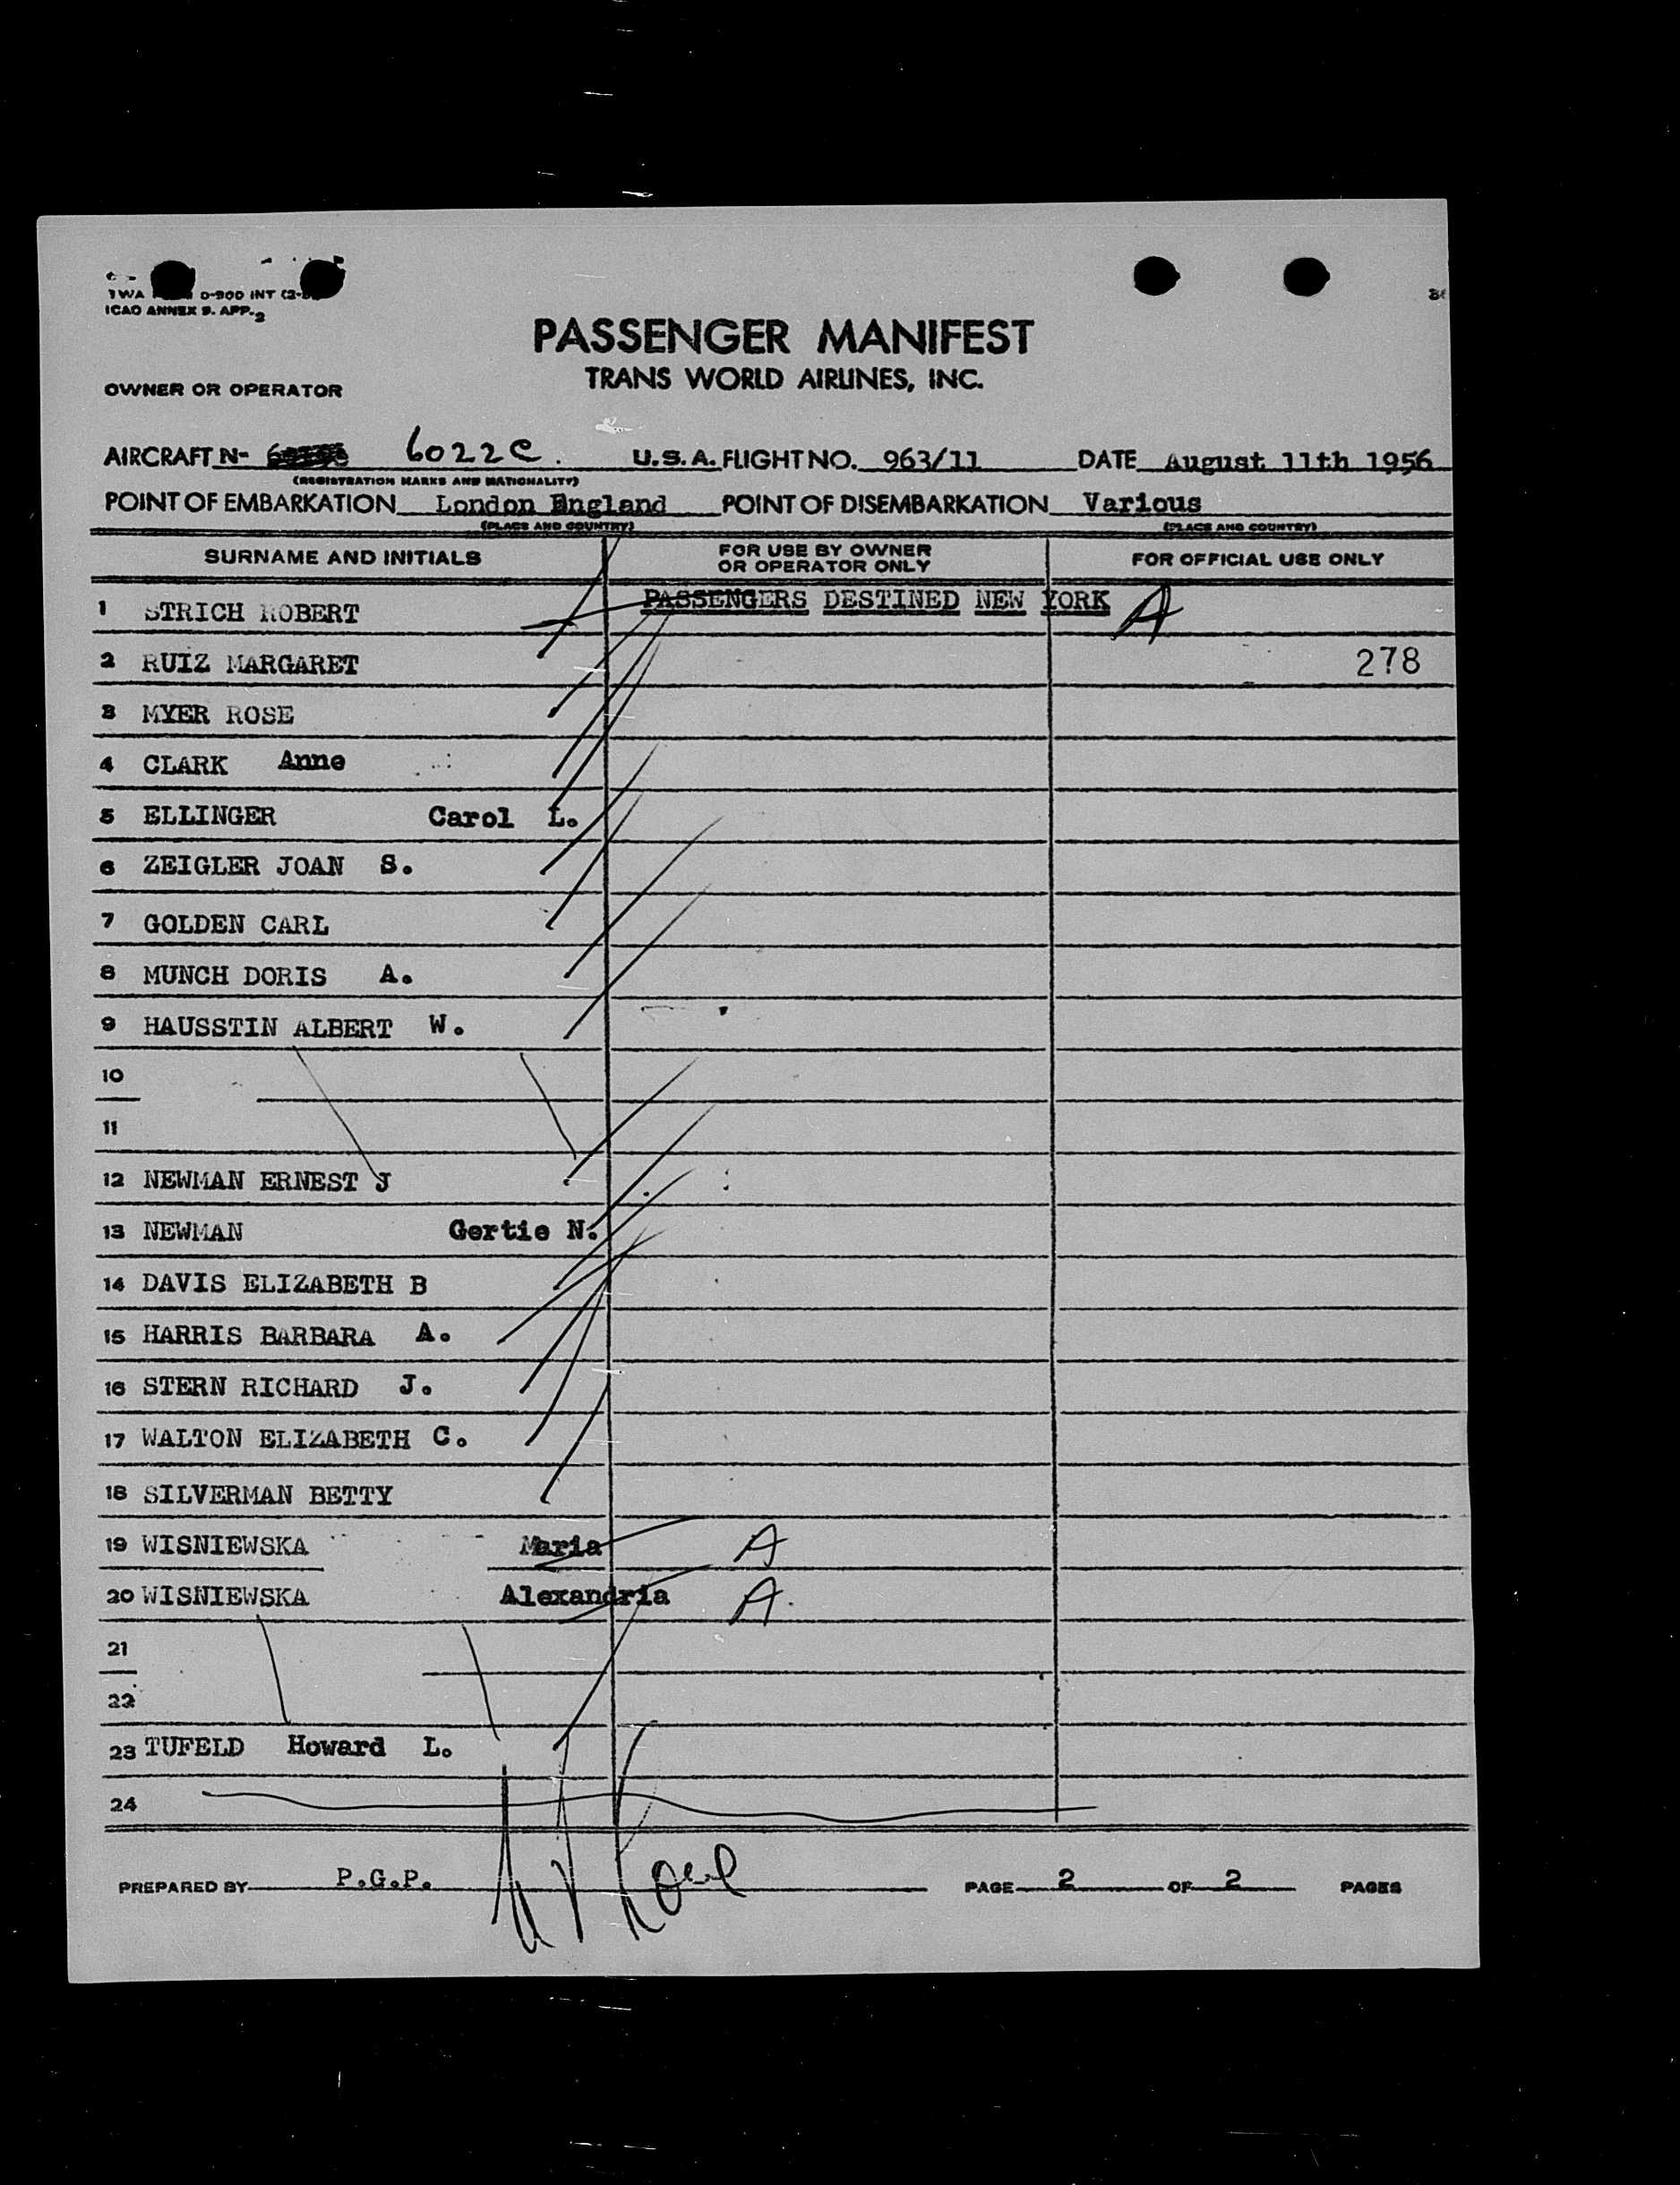 TWA D-900 INT (2-
ICAO ANNEX 9. APP. 2
PASSENGER MANIFEST
TRANS WORLD AIRLINES, INC.
OWNER OR OPERATOR
AIRCRAFT N- 6022C. U.S.A. FLIGHT NO. 963/11 DATE August 11th 1956
(REGISTRATION MARKS AND NATIONALITY)
POINT OF EMBARKATION London England POINT OF DISEMBARKATION Various
(PLACE AND COUNTRY) (PLACE AND COUNTRY)
SURNAME AND INITIALS FOR USE BY OWNER OR OPERATOR ONLY FOR OFFICIAL USE ONLY
PASSENGERS DESTINED NEW YORK A
1 STRICH ROBERT
2 RUIZ MARGARET 278
3 MYER ROSE
4 CLARK Anne
5 ELLINGER Carol L.
6 ZEIGLER JOAN S.
7 GOLDEN CARL
8 MUNCH DORIS A.
9 HAUSSTIN ALBERT W.
10
11
12 NEWMAN ERNEST J
13 NEWMAN Gertie N.
14 DAVIS ELIZABETH B
15 HARRIS BARBARA A.
16 STERN RICHARD J.
17 WALTON ELIZABETH C.
18 SILVERMAN BETTY
19 WISNIEWSKA Maria A
20 WISNIEWSKA Alexandria A.
21
22
23 TUFELD Howard L.
24
PREPARED BY P.G.P. PAGE 2 OF 2 PAGES